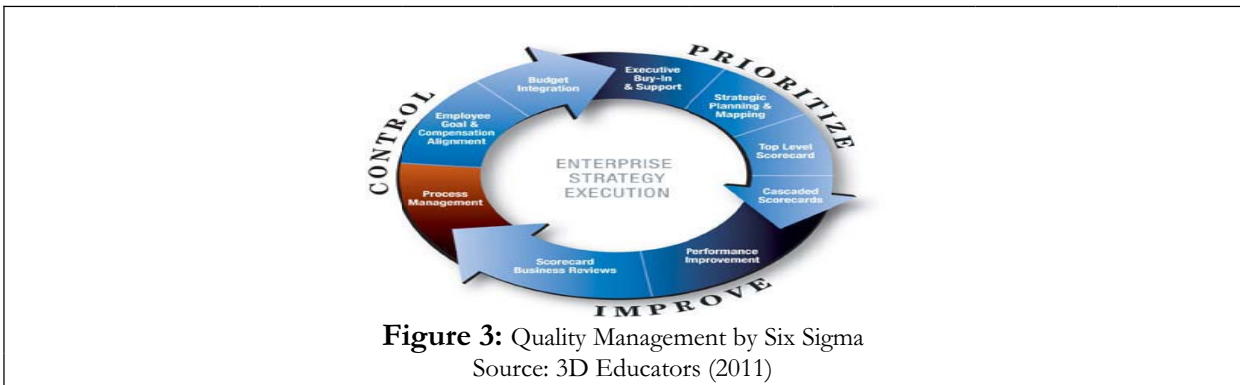 PRIORITIZE
Executive
Buy-In
& Support
Strategic
Planning &
Mapping
Top Level
Scorecard
Cascaded
Scorecards
IMPROVE
Performance
Improvement
Scorecard
Business Reviews
CONTROL
Process
Management
Employee
Goal &
Compensation
Alignment
Budget
Integration
ENTERPRISE
STRATEGY
EXECUTION
Figure 3: Quality Management by Six Sigma
Source: 3D Educators (2011)